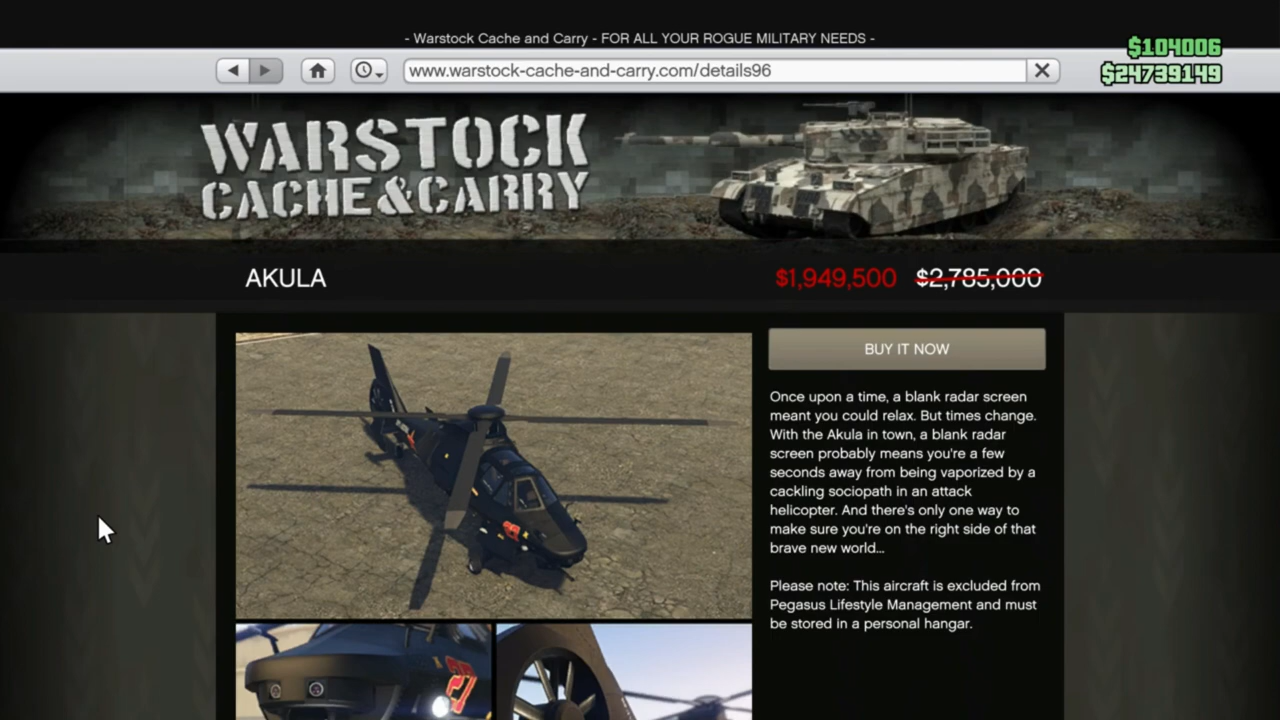 - Warstock Cache and Carry - FOR ALL YOUR ROGUE MILITARY NEEDS -
$104006
www.warstock-cache-and-carry.com/details96
$24739149
WARSTOCK
CACHE&CARRY
AKULA
$1,949,500 $2,785,000
BUY IT NOW
Once upon a time, a blank radar screen
meant you could relax. But times change.
With the Akula in town, a blank radar
screen probably means you're a few
seconds away from being vaporized by a
cackling sociopath in an attack
helicopter. And there's only one way to
make sure you're on the right side of that
brave new world...
Please note: This aircraft is excluded from
Pegasus Lifestyle Management and must
be stored in a personal hangar.
27